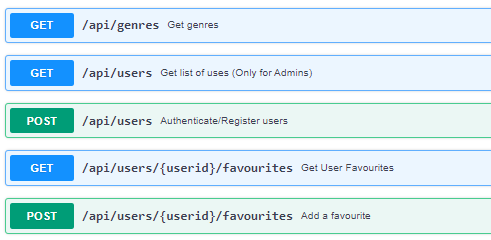 GET /api/genres Get genres
GET /api/users Get list of uses (Only for Admins)
POST /api/users Authenticate/Register users
GET /api/users/{userid}/favourites Get User Favourites
POST /api/users/{userid}/favourites Add a favourite